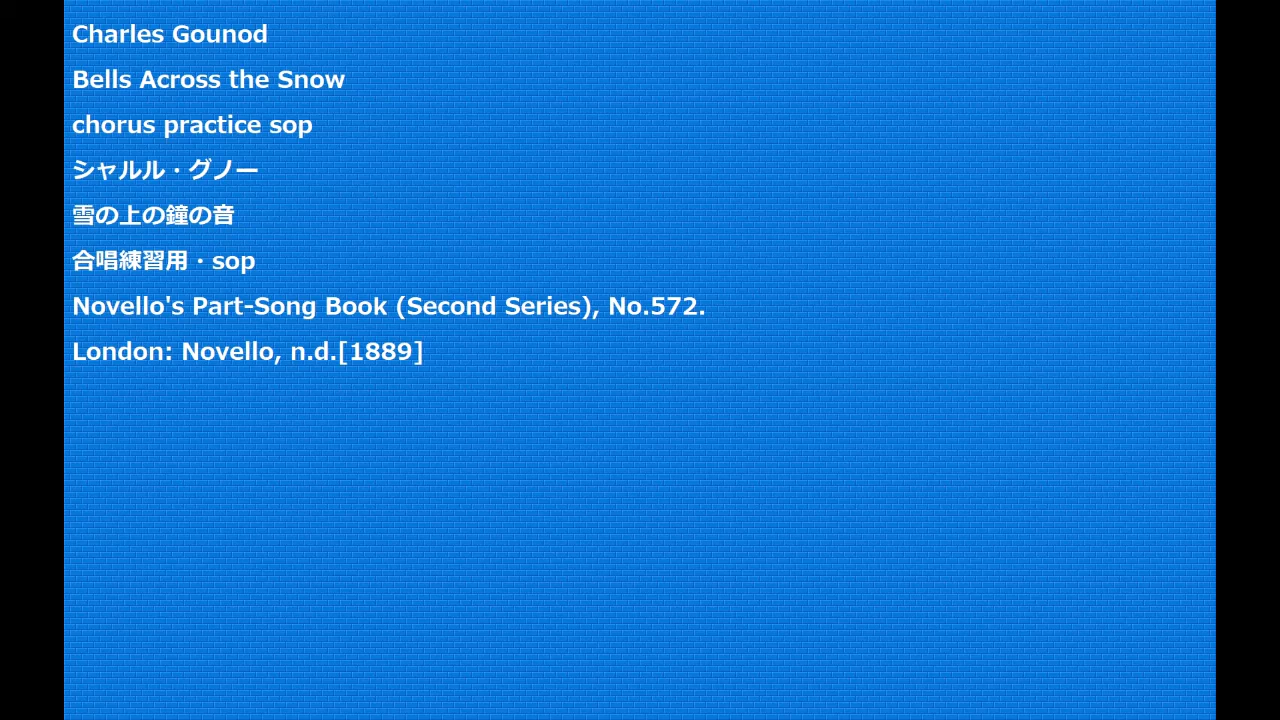 Charles Gounod
Bells Across the Snow
chorus practice sop
シャルル・グノー
雪の上の鐘の音
合唱練習用・sop
Novello's Part-Song Book (Second Series), No.572.
London: Novello, n.d.[1889]